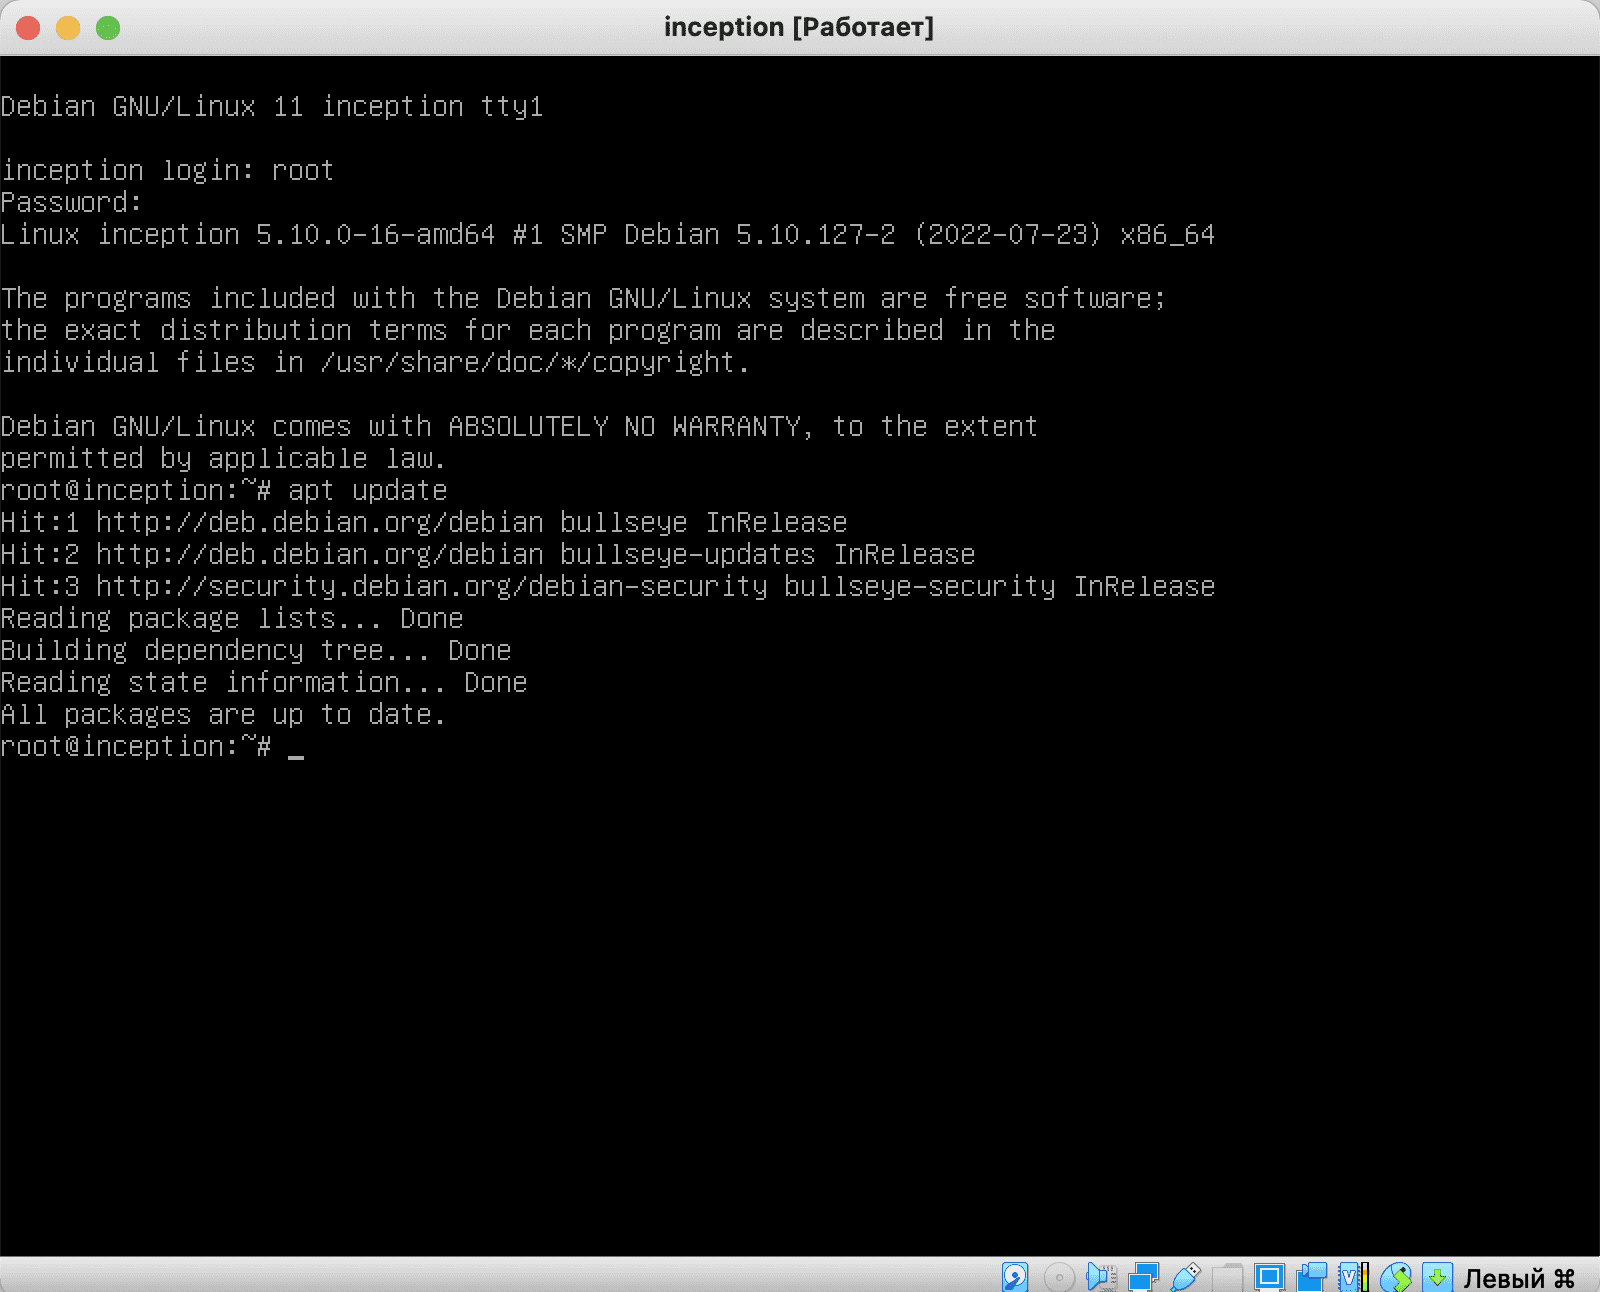 inception [Работает]
Debian GNU/Linux 11 inception tty1
inception login: root
Password:
Linux inception 5.10.0-16-amd64 #1 SMP Debian 5.10.127-2 (2022-07-23) x86_64
The programs included with the Debian GNU/Linux system are free software;
the exact distribution terms for each program are described in the
individual files in /usr/share/doc/*/copyright.
Debian GNU/Linux comes with ABSOLUTELY NO WARRANTY, to the extent
permitted by applicable law.
root@inception:~# apt update
Hit:1 http://deb.debian.org/debian bullseye InRelease
Hit:2 http://deb.debian.org/debian bullseye-updates InRelease
Hit:3 http://security.debian.org/debian-security bullseye-security InRelease
Reading package lists... Done
Building dependency tree... Done
Reading state information... Done
All packages are up to date.
root@inception:~# _
Левый ⌘